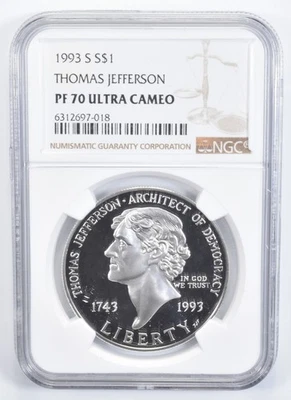 1993 S S$1
THOMAS JEFFERSON
PF 70 ULTRA CAMEO
6312697-018
NUMISMATIC GUARANTY CORPORATION
NGC
THOMAS JEFFERSON · ARCHITECT OF DEMOCRACY
IN GOD
WE TRUST
1743 1993
LIBERTY